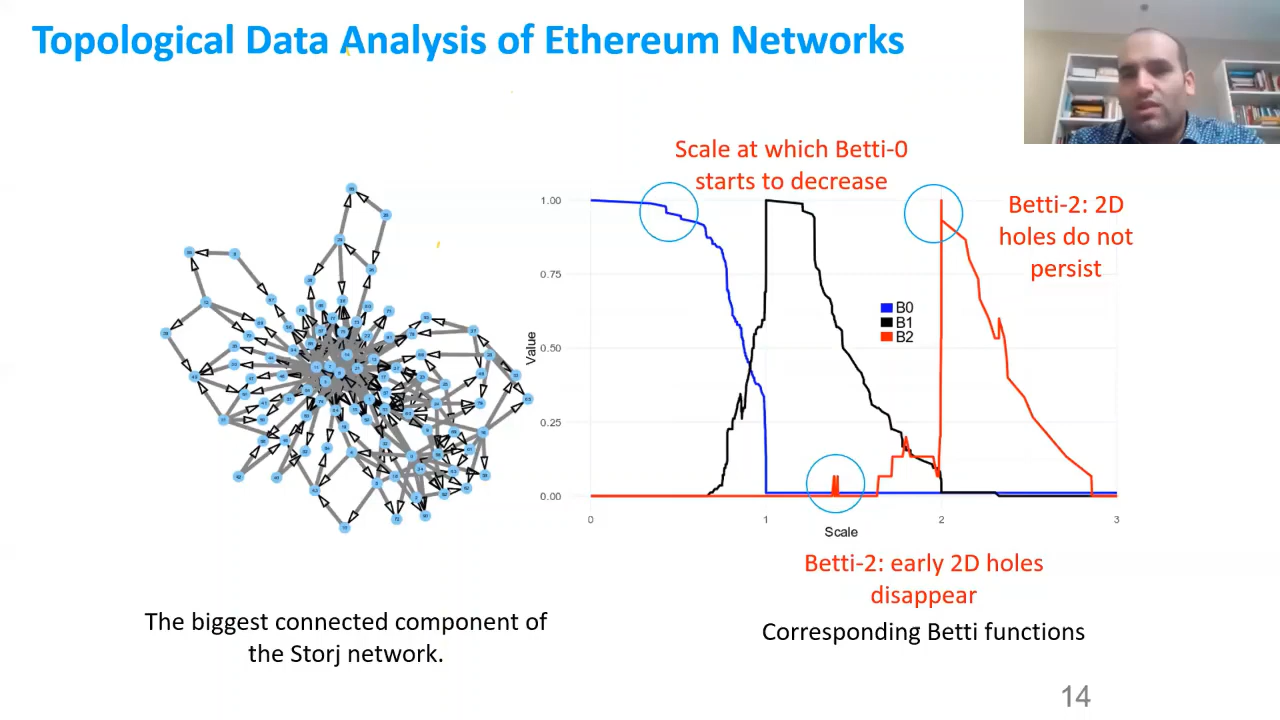 Topological Data Analysis of Ethereum Networks
Scale at which Betti-0
starts to decrease
Betti-2: 2D
holes do not
persist
1.00
0.75
0.50
0.25
0.00
Value
B0
B1
B2
0
1
2
3
Scale
Betti-2: early 2D holes
disappear
The biggest connected component of
the Storj network.
Corresponding Betti functions
14